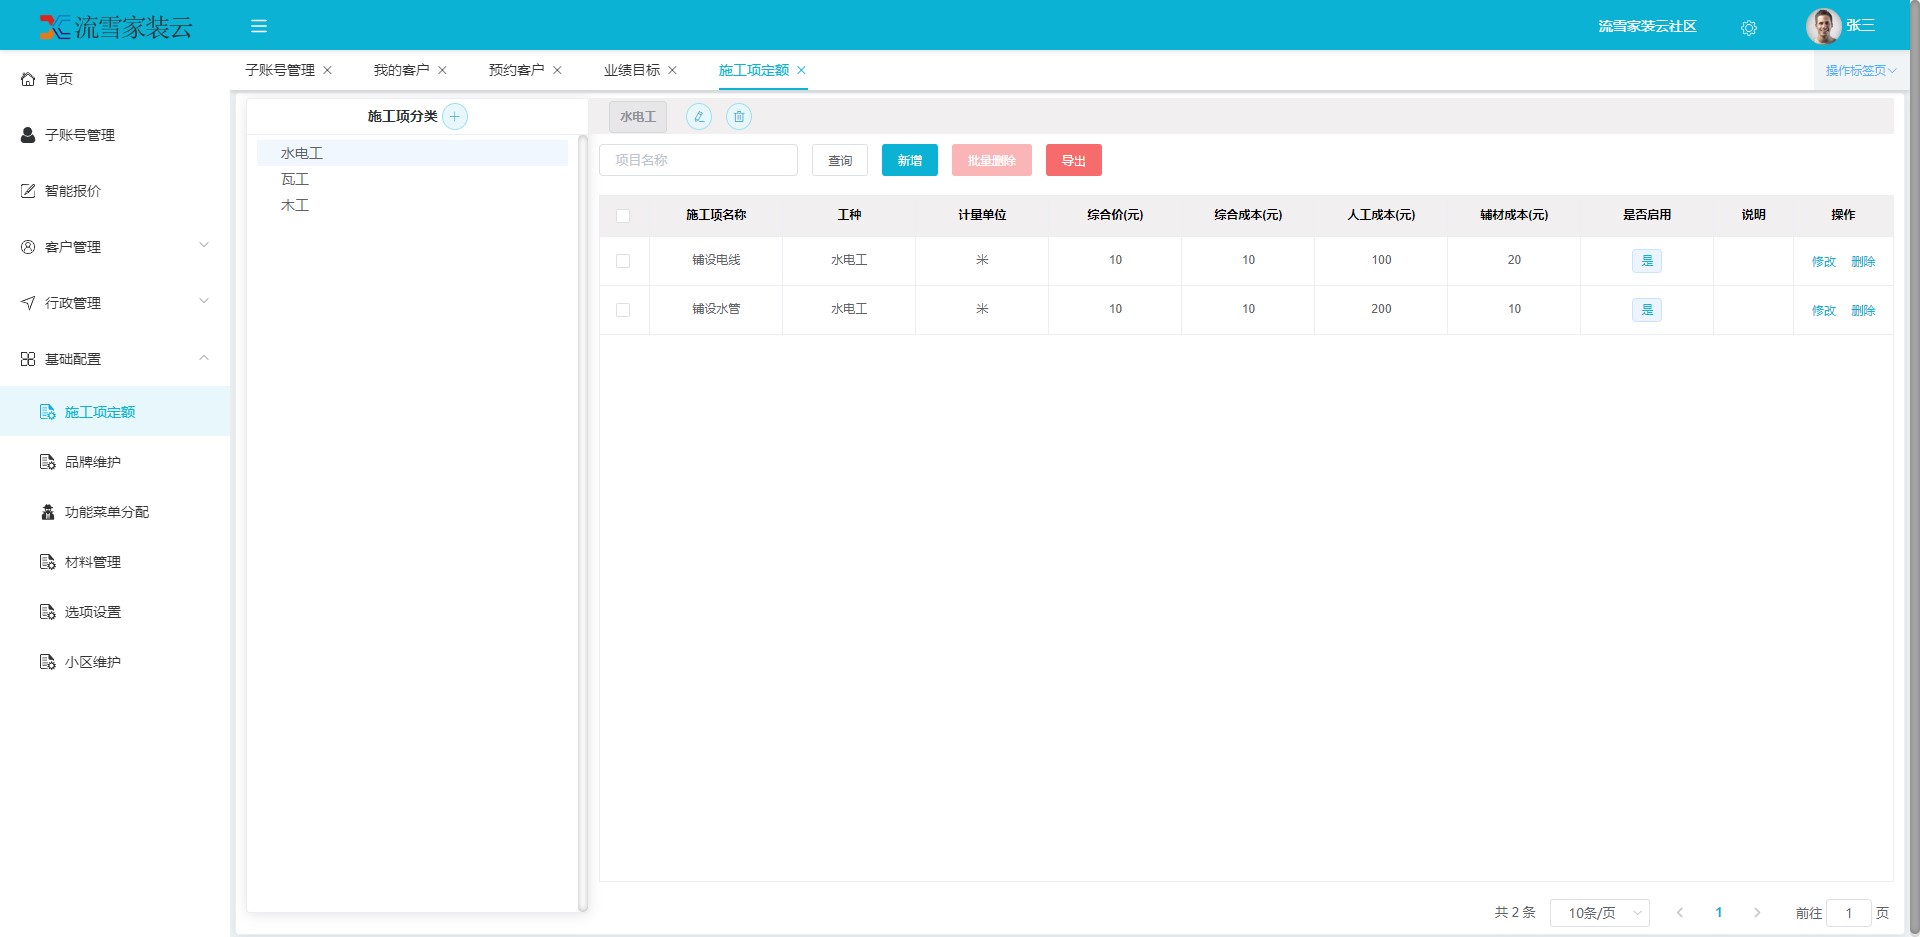 流雪家装云
流雪家装云社区
张三
首页
子账号管理
智能报价
客户管理
行政管理
基础配置
施工项定额
品牌维护
功能菜单分配
材料管理
选项设置
小区维护
子账号管理 我的客户 预约客户 业绩目标 施工项定额
操作标签页
施工项分类
水电工
瓦工
木工
水电工
项目名称 查询 新增 批量删除 导出
施工项名称 工种 计量单位 综合价(元) 综合成本(元) 人工成本(元) 辅材成本(元) 是否启用 说明 操作
铺设电线 水电工 米 10 10 100 20 是 修改 删除
铺设水管 水电工 米 10 10 200 10 是 修改 删除
共 2 条 10条/页 1 前往 1 页